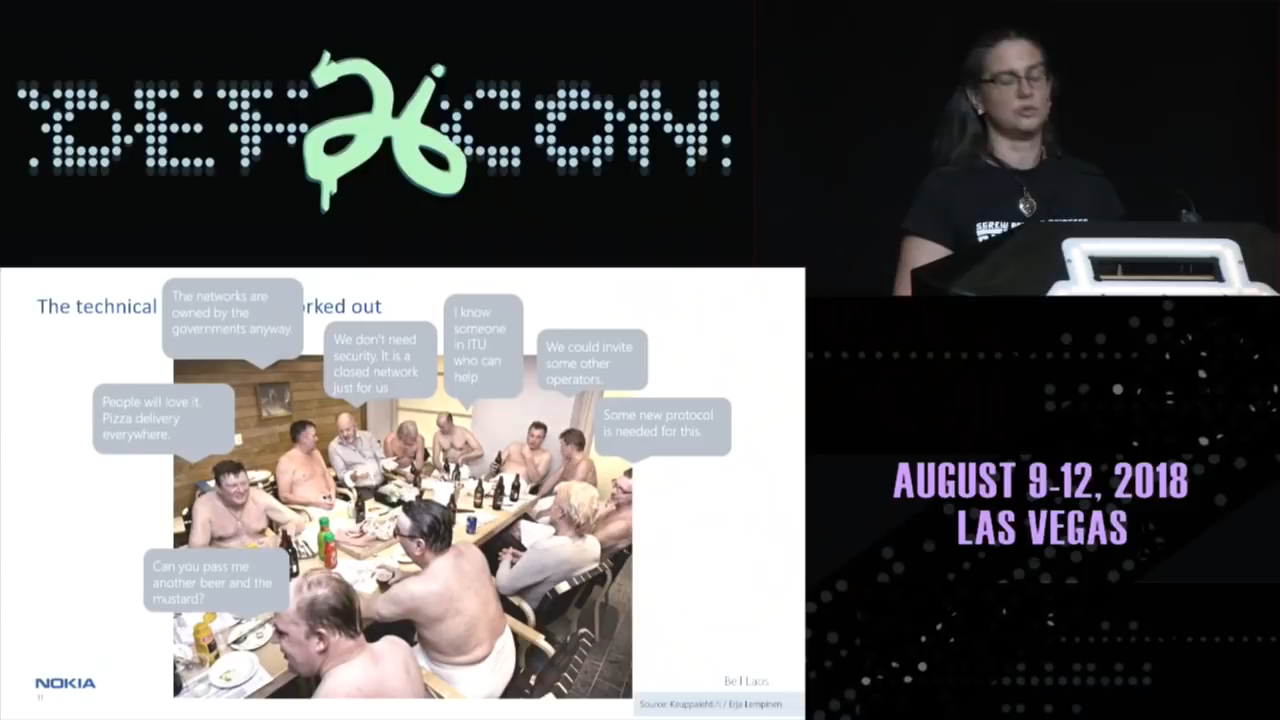 DEF 26 CON
The technical
orked out
The networks are
owned by the
governments anyway.
We don't need
security. It is a
closed network
just for us
I know
someone
in ITU
who can
help
We could invite
some other
operators.
People will love it.
Pizza delivery
everywhere.
Some new protocol
is needed for this.
Can you pass me
another beer and the
mustard?
NOKIA
11
Bell Labs
Source: Kauppalehti.fi / Erja Lempinen
SCREW
AUGUST 9-12, 2018
LAS VEGAS